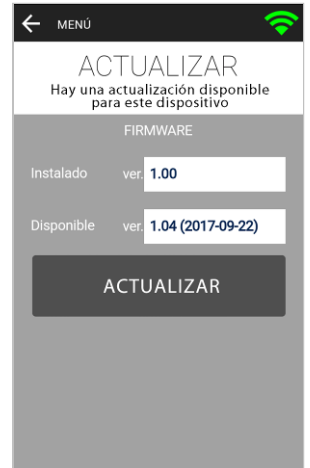 MENÚ
ACTUALIZAR
Hay una actualización disponible
para este dispositivo
FIRMWARE
Instalado ver. 1.00
Disponible ver. 1.04 (2017-09-22)
ACTUALIZAR